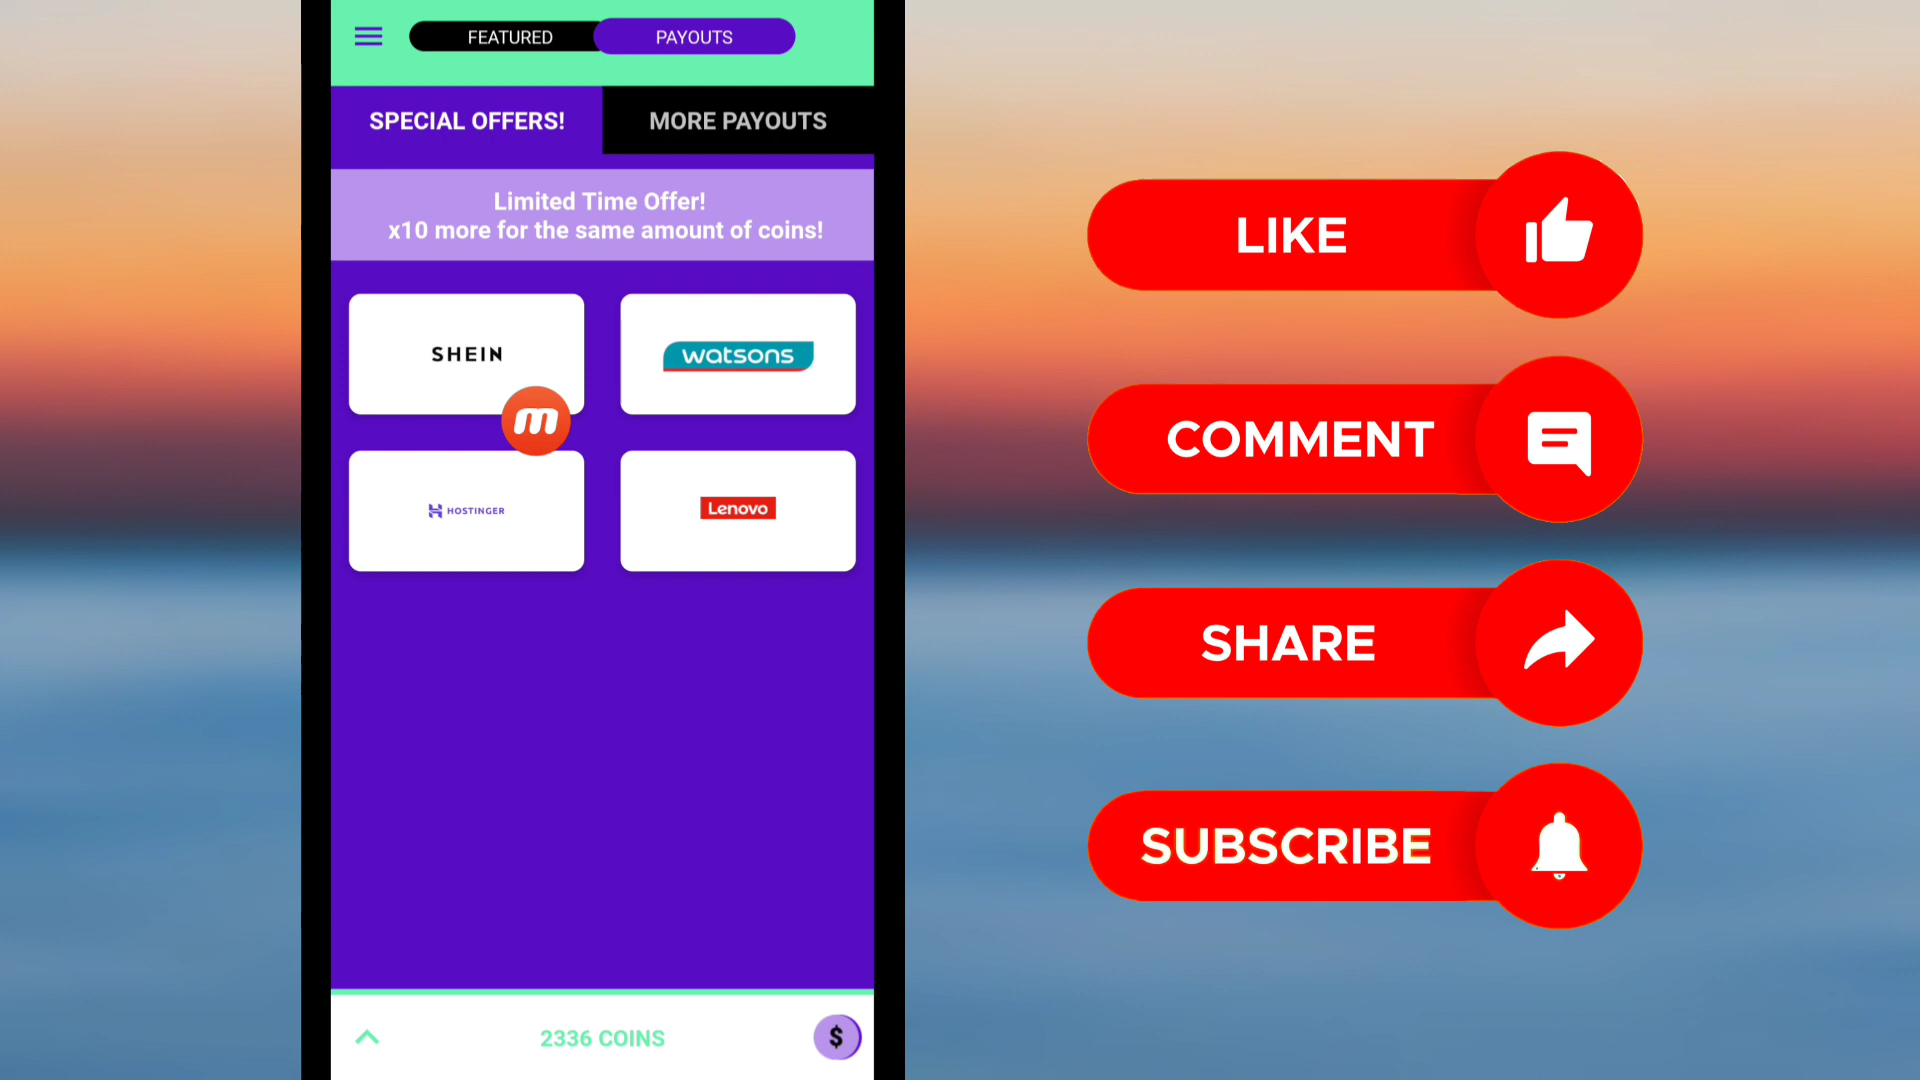 FEATURED
PAYOUTS
SPECIAL OFFERS!
MORE PAYOUTS
Limited Time Offer!
x10 more for the same amount of coins!
SHEIN
watsons
m
HOSTINGER
Lenovo
2336 COINS
$
LIKE
COMMENT
SHARE
SUBSCRIBE